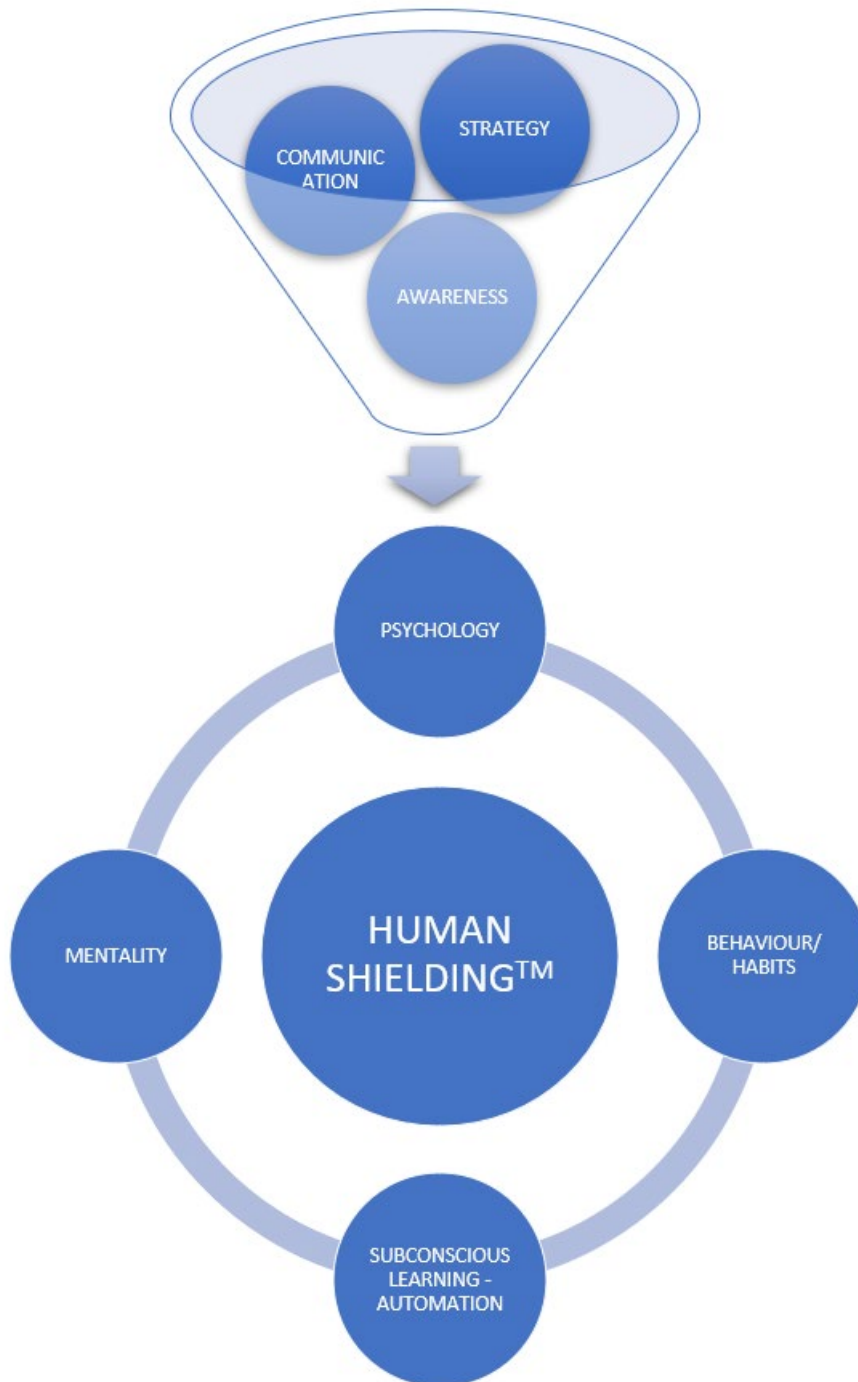 STRATEGY
COMMUNIC
ATION
AWARENESS
PSYCHOLOGY
MENTALITY
HUMAN
SHIELDING™
BEHAVIOUR/
HABITS
SUBCONSCIOUS
LEARNING -
AUTOMATION